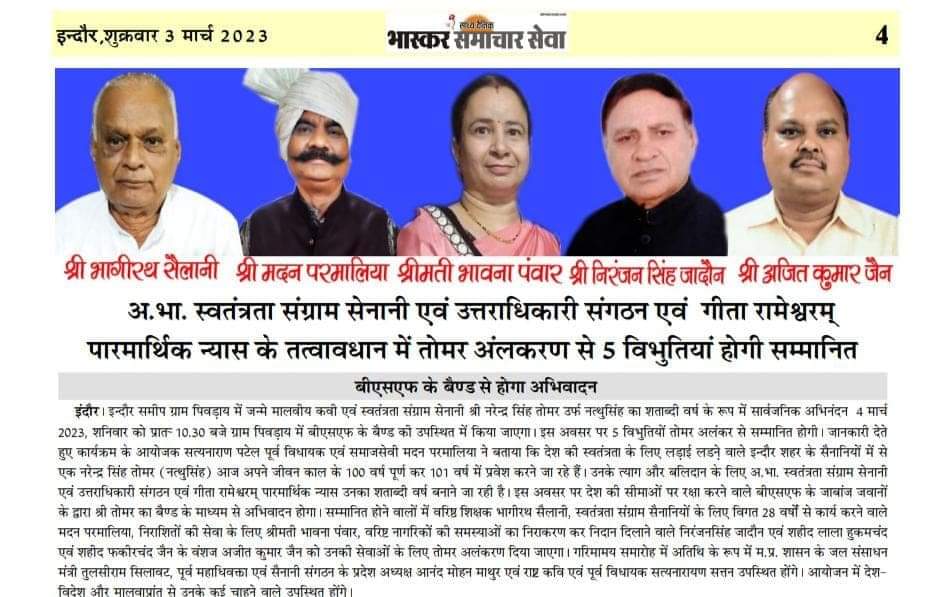 इन्दौर,शुक्रवार 3 मार्च 2023
सांध्य दैनिक
भास्कर समाचार सेवा
4
श्री भागीरथ सैलानी श्री मदन परमालिया श्रीमती भावना पंवार श्री निरंजन सिंह जादौन श्री अजित कुमार जैन
अ.भा. स्वतंत्रता संग्राम सेनानी एवं उत्तराधिकारी संगठन एवं गीता रामेश्वरम्
पारमार्थिक न्यास के तत्वावधान में तोमर अंलकरण से 5 विभुतियां होगी सम्मानित
बीएसएफ के बैण्ड से होगा अभिवादन
इंदौर। इन्दौर समीप ग्राम पिवड़ाय में जन्मे मालवीय कवी एवं स्वतंत्रता संग्राम सेनानी श्री नरेन्द्र सिंह तोमर उर्फ नत्थुसिंह का शताब्दी वर्ष के रूप में सार्वजनिक अभिनंदन 4 मार्च
2023, शनिवार को प्रात– 10.30 बजे ग्राम पिवड़ाय में बीएसएफ के बैण्ड को उपस्थित में किया जाएगा। इस अवसर पर 5 विभुतियों तोमर अलंकर से सम्मानित होगी। जानकारी देते
हुए कार्यक्रम के आयोजक सत्यनाराण पटेल पूर्व विधायक एवं समाजसेवी मदन परमालिया ने बताया कि देश की स्वतंत्रता के लिए लड़ाई लडऩे वाले इन्दौर शहर के सैनानियों में से
एक नरेन्द्र सिंह तोमर (नत्थुसिंह) आज अपने जीवन काल के 100 वर्ष पूर्ण कर 101 वर्ष में प्रवेश करने जा रहे हैं। उनके त्याग और बलिदान के लिए अ.भा. स्वतंत्रता संग्राम सेनानी
एवं उत्तराधिकारी संगठन एवं गीता रामेश्वरम् पारमार्थिक न्यास उनका शताब्दी वर्ष बनाने जा रही है। इस अवसर पर देश की सीमाओं पर रक्षा करने वाले बीएसएफ के जाबांज जवानों
के द्वारा श्री तोमर का बैण्ड के माध्यम से अभिवादन होगा। सम्मानित होने वालों में वरिष्ठ शिक्षक भागीरथ सैलानी, स्वतंत्रता संग्राम सैनानियों के लिए विगत 28 वर्षो से कार्य करने वाले
मदन परमालिया, निराशितों की सेवा के लिए श्रीमती भावना पंवार, वरिष्ट नागरिकों की समस्याओं का निराकरण कर निदान दिलाने वाले निरंजनसिंह जादौन एवं शहीद लाला हुकमचंद
एवं शहीद फकीरचंद जैन के वंशज अजीत कुमार जैन को उनकी सेवाओं के लिए तोमर अलंकरण दिया जाएगा। गरिमामय समारोह में अतिथि के रूप में म.प्र. शासन के जल संसाधन
मंत्री तुलसीराम सिलावट, पूर्व महाधिवक्ता एवं सैनानी संगठन के प्रदेश अध्यक्ष आनंद मोहन माथुर एवं राष्ट्र कवि एवं पूर्व विधायक सत्यनारायण सत्तन उपस्थित होंगे। आयोजन में देश-
विदेश और मालवाप्रांत से उनके कई चाहने वाले उपस्थित होंगे।